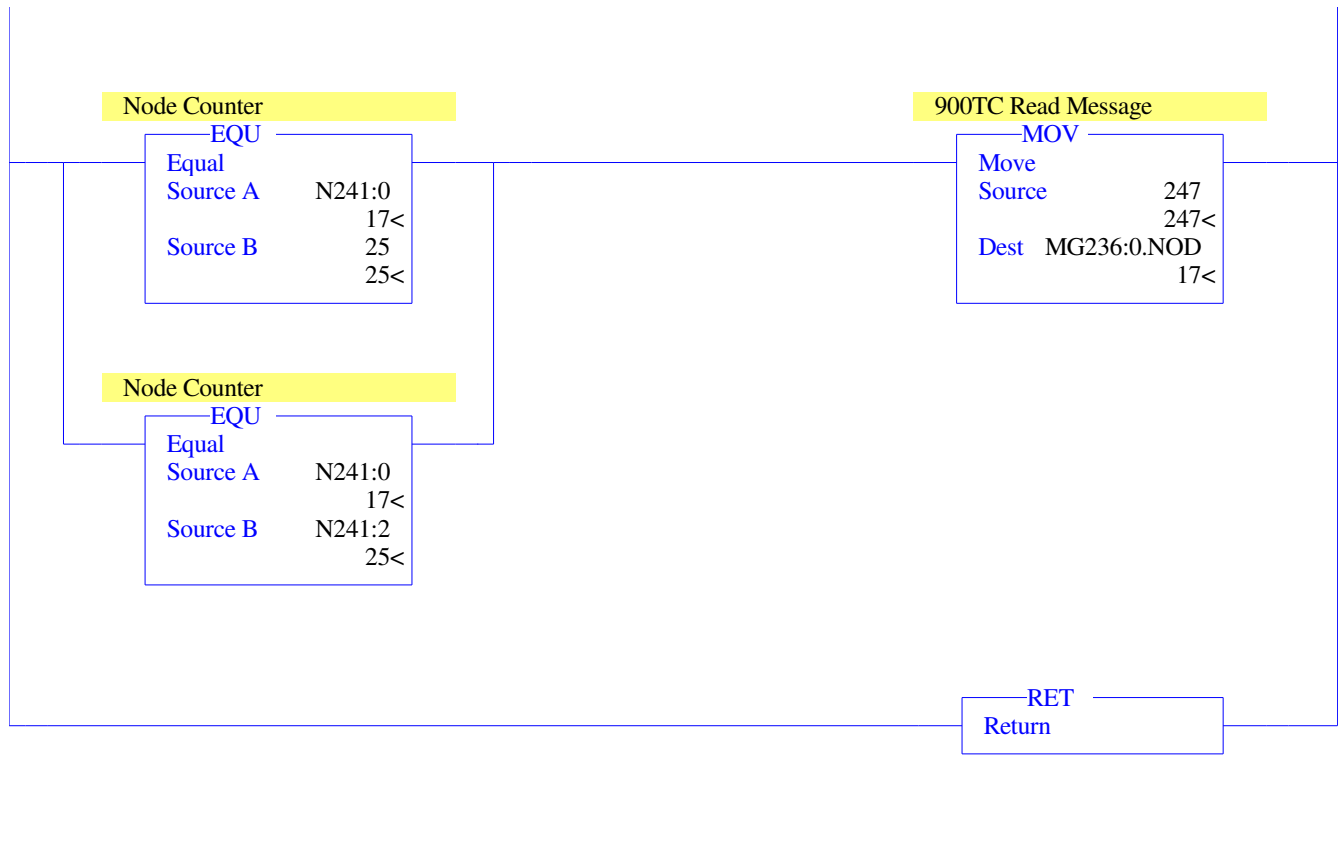 Node Counter
EQU
Equal
Source A N241:0
17<
Source B 25
25<
900TC Read Message
MOV
Move
Source 247
247<
Dest MG236:0.NOD
17<
Node Counter
EQU
Equal
Source A N241:0
17<
Source B N241:2
25<
RET
Return